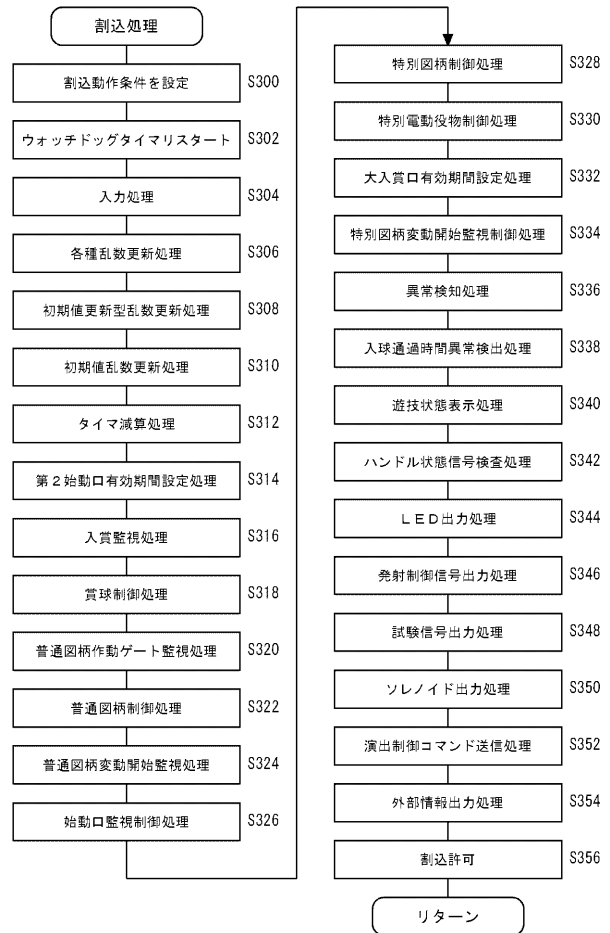 割込処理
割込動作条件を設定 S300
ウォッチドッグタイマリスタート S302
入力処理 S304
各種乱数更新処理 S306
初期値更新型乱数更新処理 S308
初期値乱数更新処理 S310
タイマ減算処理 S312
第2始動口有効期間設定処理 S314
入賞監視処理 S316
賞球制御処理 S318
普通図柄作動ゲート監視処理 S320
普通図柄制御処理 S322
普通図柄変動開始監視処理 S324
始動口監視制御処理 S326
特別図柄制御処理 S328
特別電動役物制御処理 S330
大入賞口有効期間設定処理 S332
特別図柄変動開始監視制御処理 S334
異常検知処理 S336
入球通過時間異常検出処理 S338
遊技状態表示処理 S340
ハンドル状態信号検査処理 S342
LED出力処理 S344
発射制御信号出力処理 S346
試験信号出力処理 S348
ソレノイド出力処理 S350
演出制御コマンド送信処理 S352
外部情報出力処理 S354
割込許可 S356
リターン